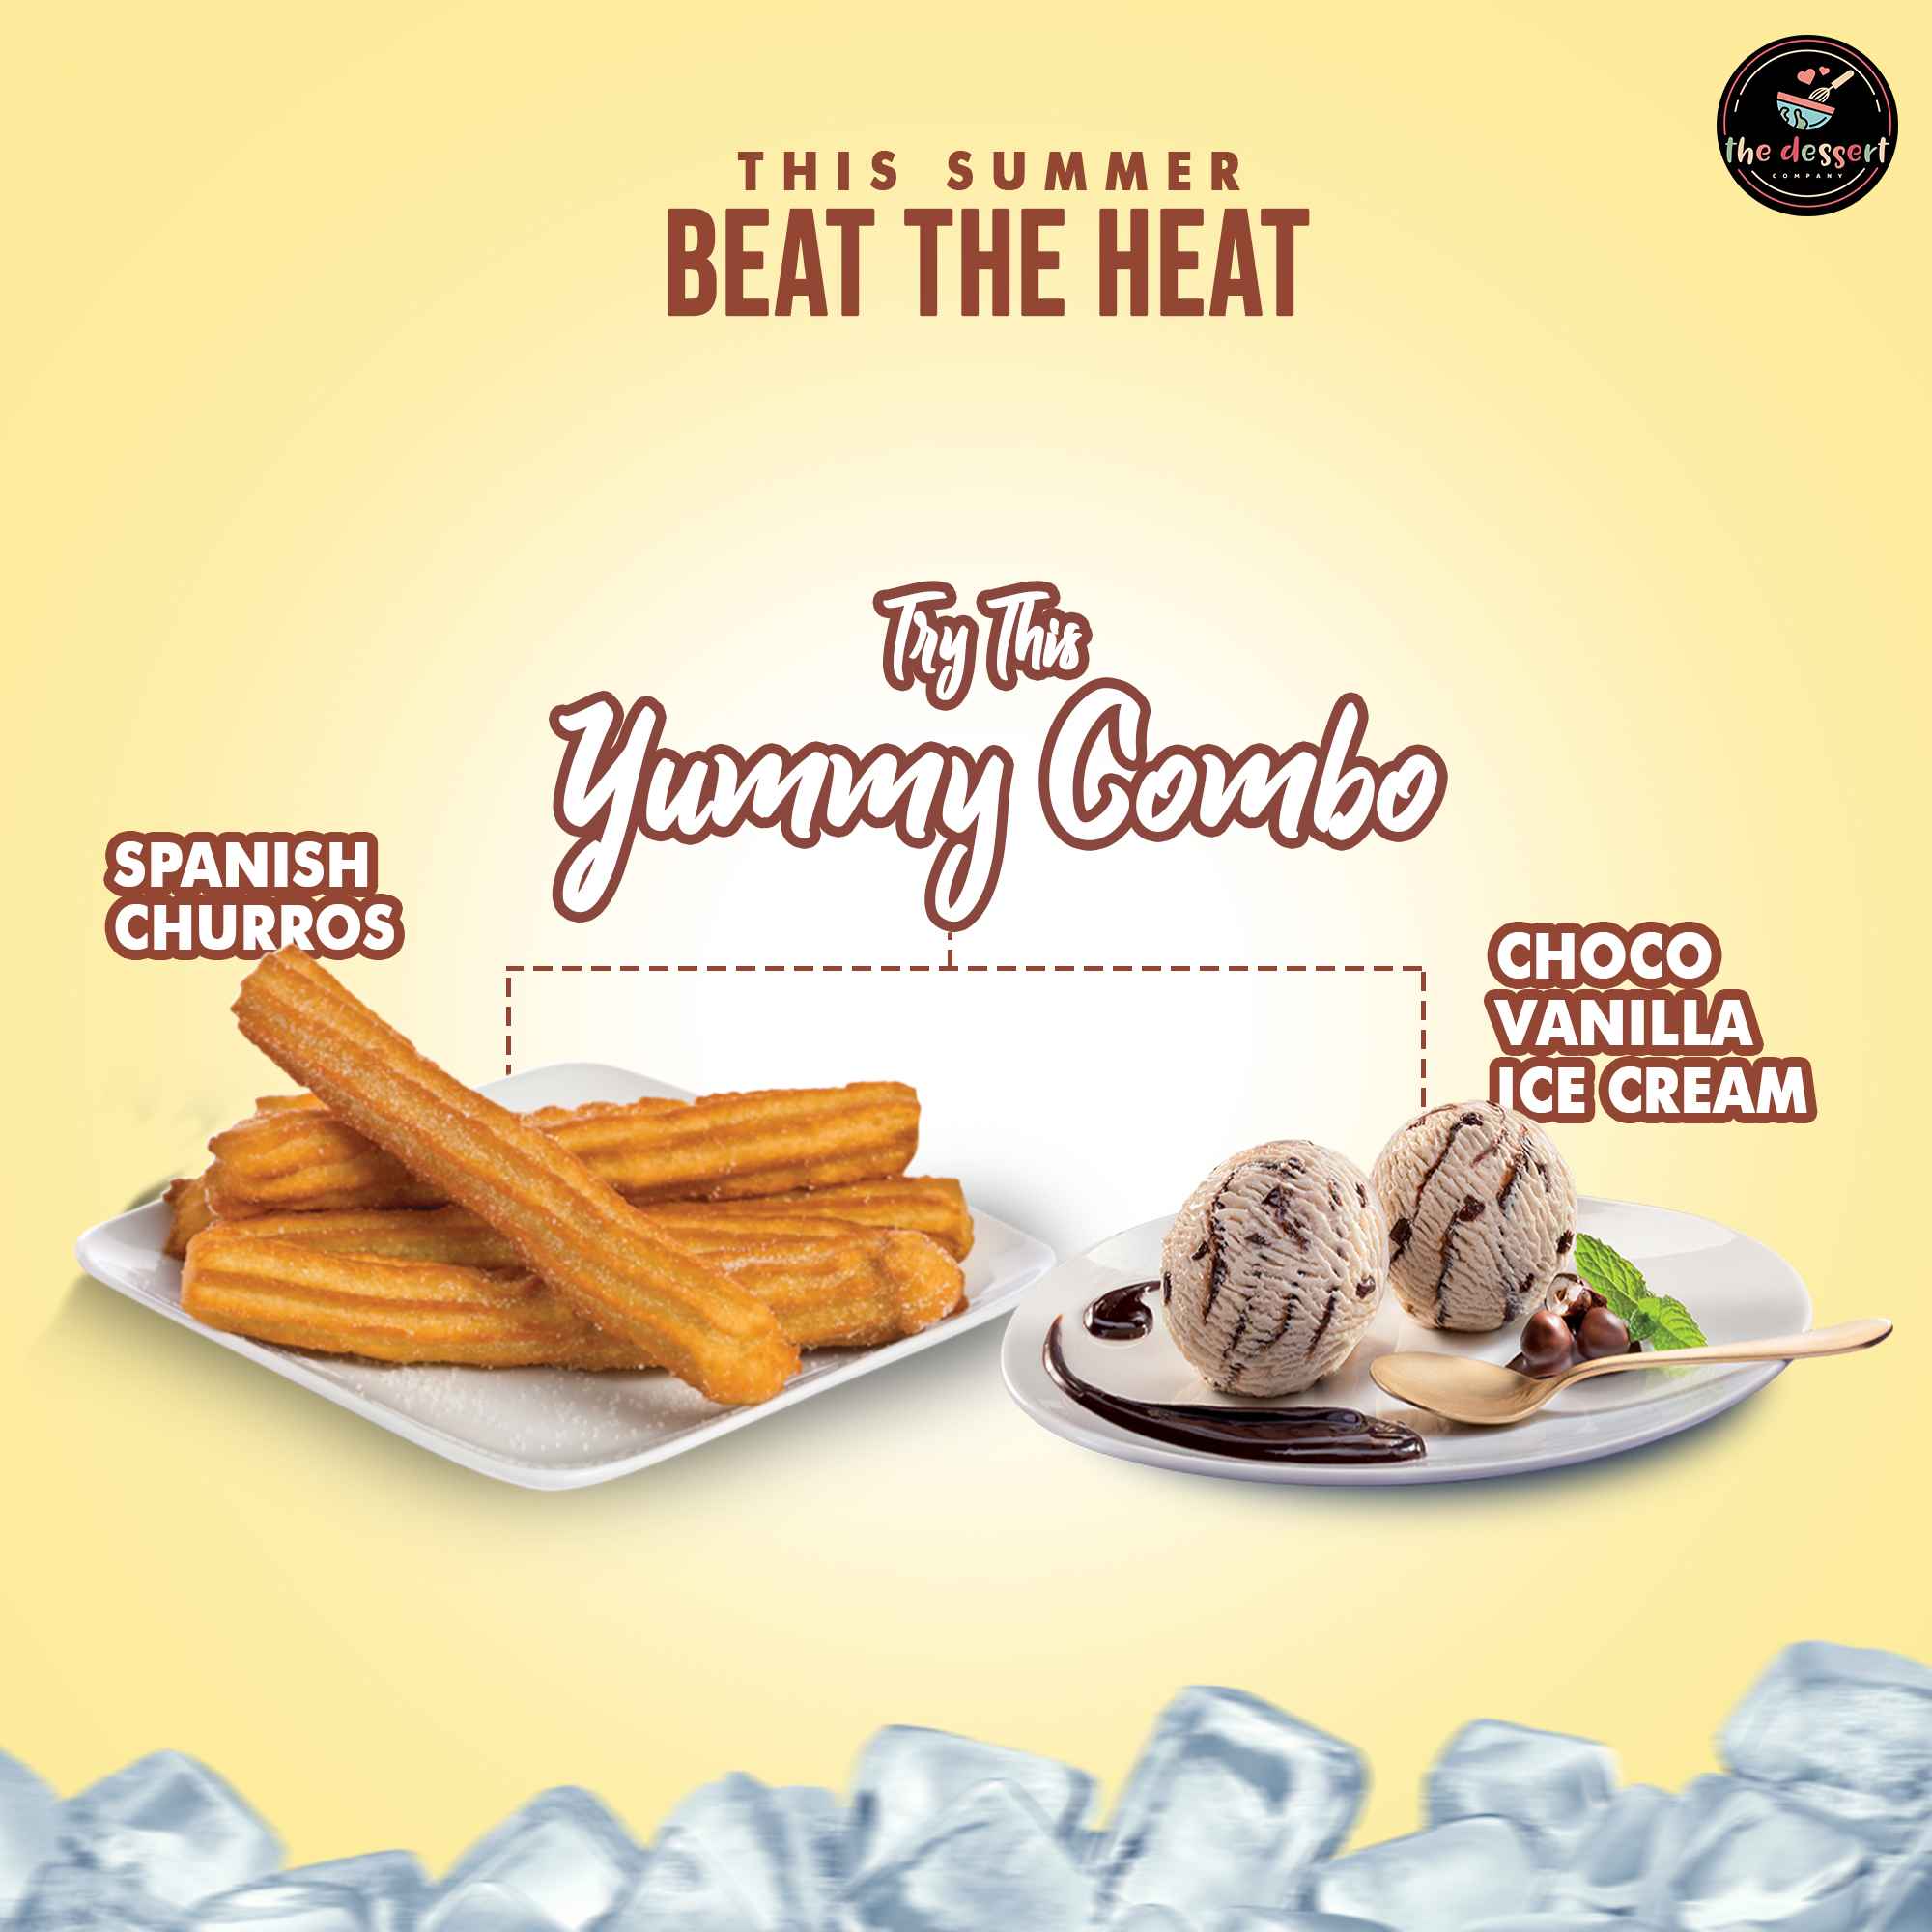 the dessert
COMPANY
THIS SUMMER
BEAT THE HEAT
Try This
Yummy Combo
SPANISH
CHURROS
CHOCO
VANILLA
ICE CREAM